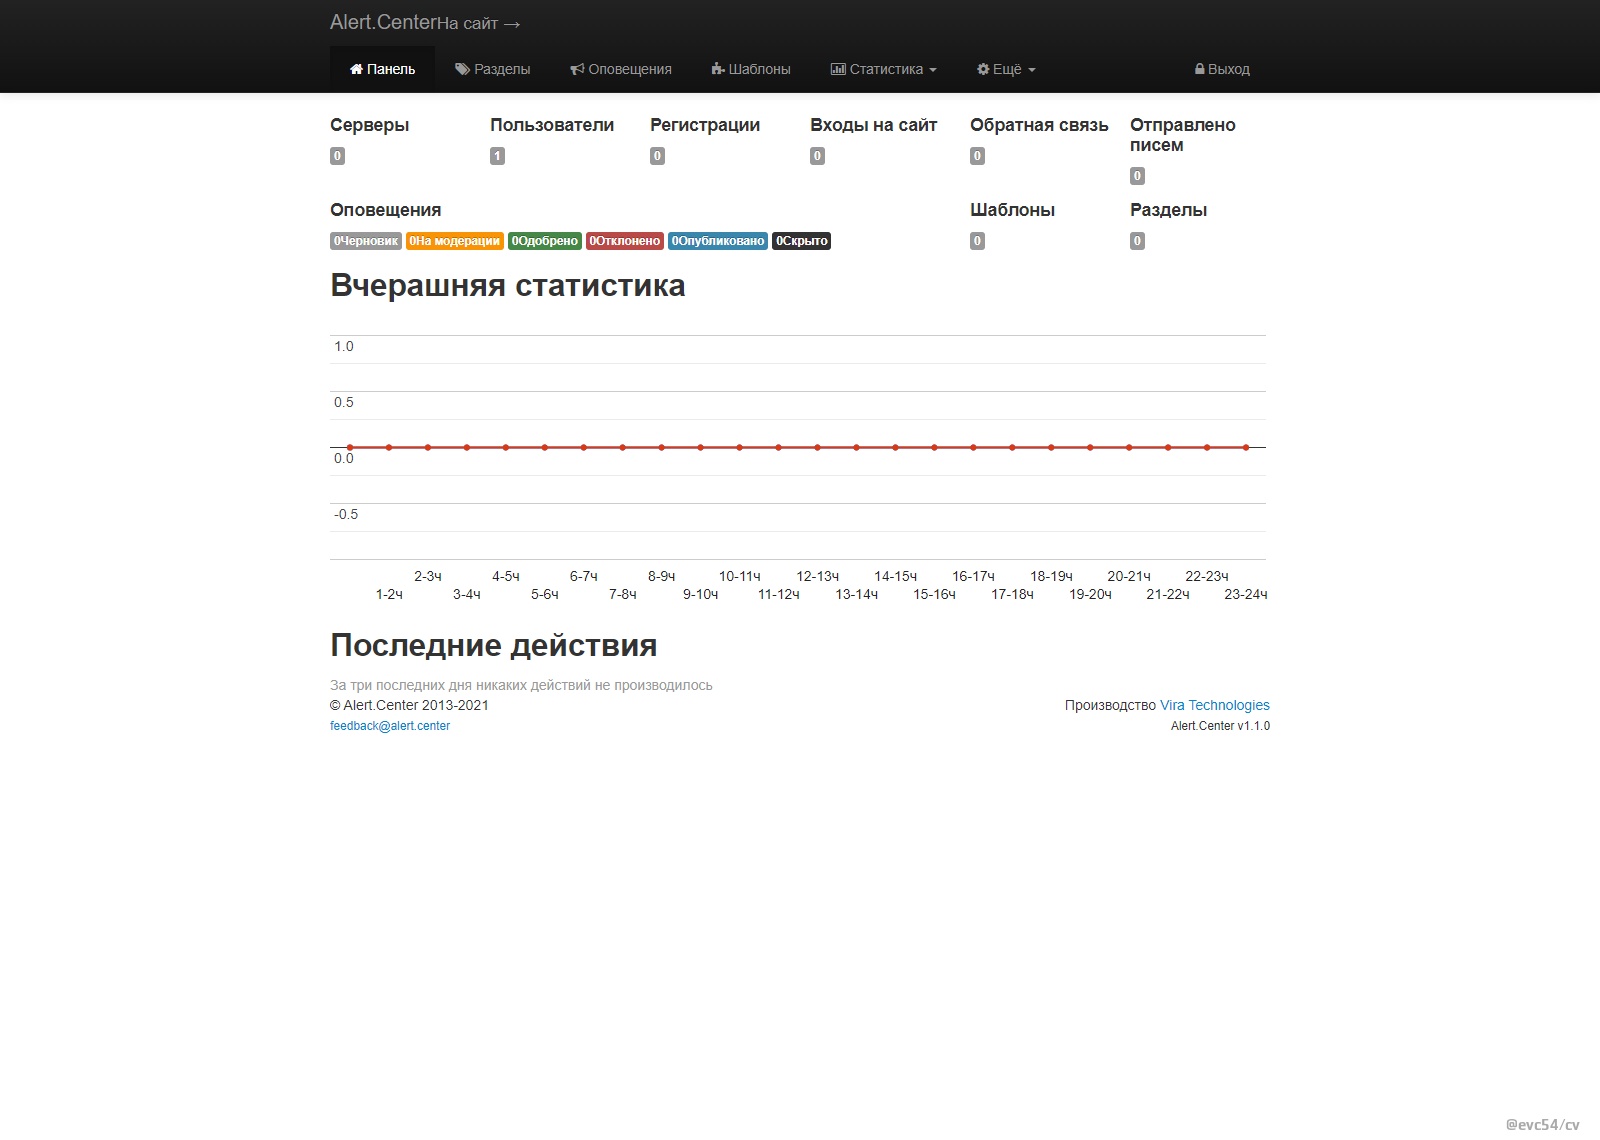 Alert.CenterНа сайт →
Панель Разделы Оповещения Шаблоны Статистика Ещё Выход
Серверы Пользователи Регистрации Входы на сайт Обратная связь Отправлено писем
0 1 0 0 0 0
Оповещения Шаблоны Разделы
0Черновик 0На модерации 0Одобрено 0Отклонено 0Опубликовано 0Скрыто 0 0
Вчерашняя статистика
1.0
0.5
0.0
-0.5
2-3ч 4-5ч 6-7ч 8-9ч 10-11ч 12-13ч 14-15ч 16-17ч 18-19ч 20-21ч 22-23ч
1-2ч 3-4ч 5-6ч 7-8ч 9-10ч 11-12ч 13-14ч 15-16ч 17-18ч 19-20ч 21-22ч 23-24ч
Последние действия
За три последних дня никаких действий не производилось
© Alert.Center 2013-2021 Производство Vira Technologies
feedback@alert.center Alert.Center v1.1.0
@evc54/cv